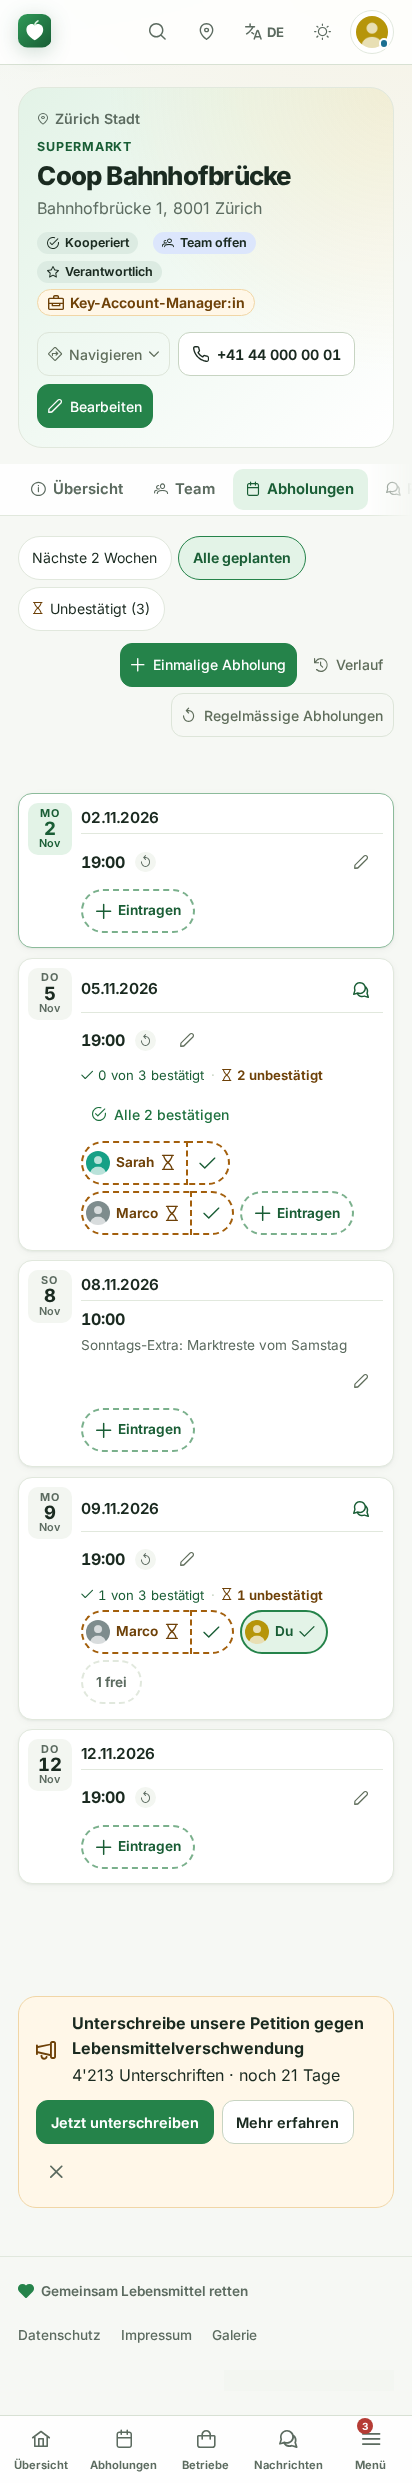 DE
Zürich Stadt
SUPERMARKT
Coop Bahnhofbrücke
Bahnhofbrücke 1, 8001 Zürich
Kooperiert Team offen
Verantwortlich
Key-Account-Manager:in
Navigieren +41 44 000 00 01
Bearbeiten
Übersicht Team Abholungen
Nächste 2 Wochen Alle geplanten
Unbestätigt (3)
Einmalige Abholung Verlauf
Regelmässige Abholungen
MO 2 Nov
02.11.2026
19:00
Eintragen
DO 5 Nov
05.11.2026
19:00
0 von 3 bestätigt · 2 unbestätigt
Alle 2 bestätigen
Sarah
Marco Eintragen
SO 8 Nov
08.11.2026
10:00
Sonntags-Extra: Marktreste vom Samstag
Eintragen
MO 9 Nov
09.11.2026
19:00
1 von 3 bestätigt · 1 unbestätigt
Marco Du
1 frei
DO 12 Nov
12.11.2026
19:00
Eintragen
Unterschreibe unsere Petition gegen
Lebensmittelverschwendung
4'213 Unterschriften · noch 21 Tage
Jetzt unterschreiben Mehr erfahren
Gemeinsam Lebensmittel retten
Datenschutz Impressum Galerie
3
Übersicht Abholungen Betriebe Nachrichten Menü